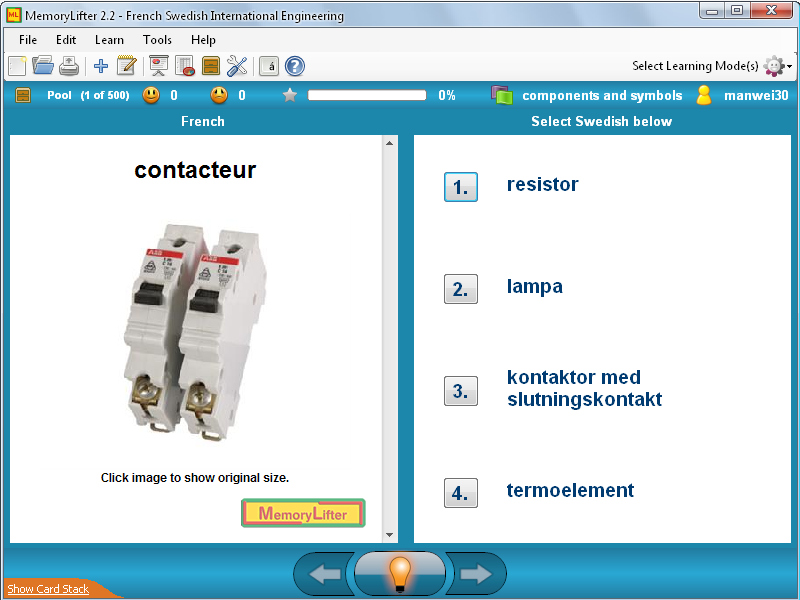 MemoryLifter 2.2 - French Swedish International Engineering
File Edit Learn Tools Help
á ? Select Learning Mode(s)
Pool (1 of 500) 0 0 0% components and symbols manwei30
French
Select Swedish below
contacteur
ABB
ABB
Click image to show original size.
MemoryLifter
1. resistor
2. lampa
3. kontaktor med
slutningskontakt
4. termoelement
Show Card Stack